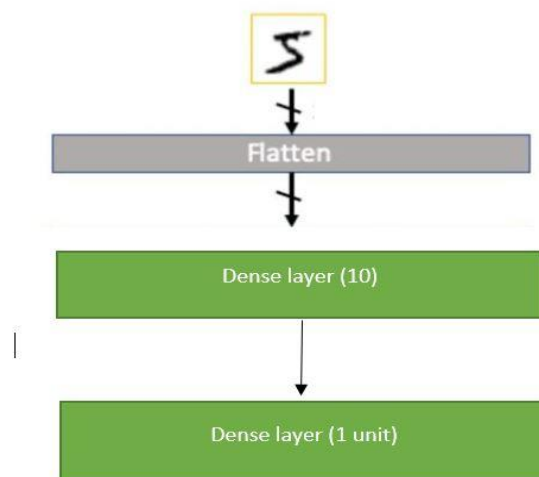 5
Flatten
Dense layer (10)
Dense layer (1 unit)